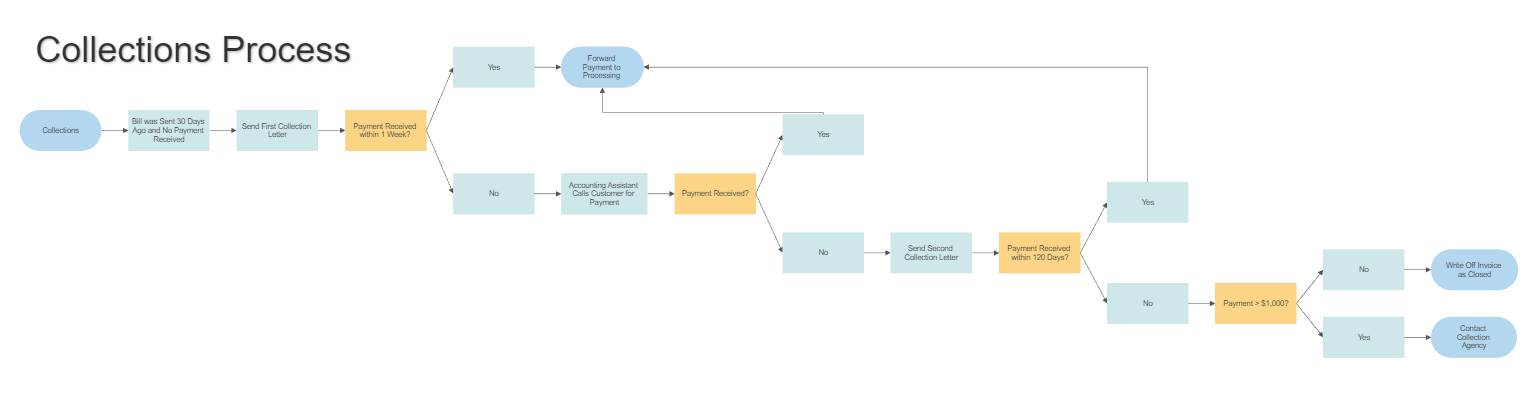 Collections Process
Yes
Forward
Payment to
Processing
Collections
Bill was Sent 30 Days
Ago and No Payment
Received
Send First Collection
Letter
Payment Received
within 1 Week?
Yes
No
Accounting Assistant
Calls Customer for
Payment
Payment Received?
Yes
No
Send Second
Collection Letter
Payment Received
within 120 Days?
No
Write Off Invoice
as Closed
No
Payment > $1,000?
Yes
Contact
Collection
Agency